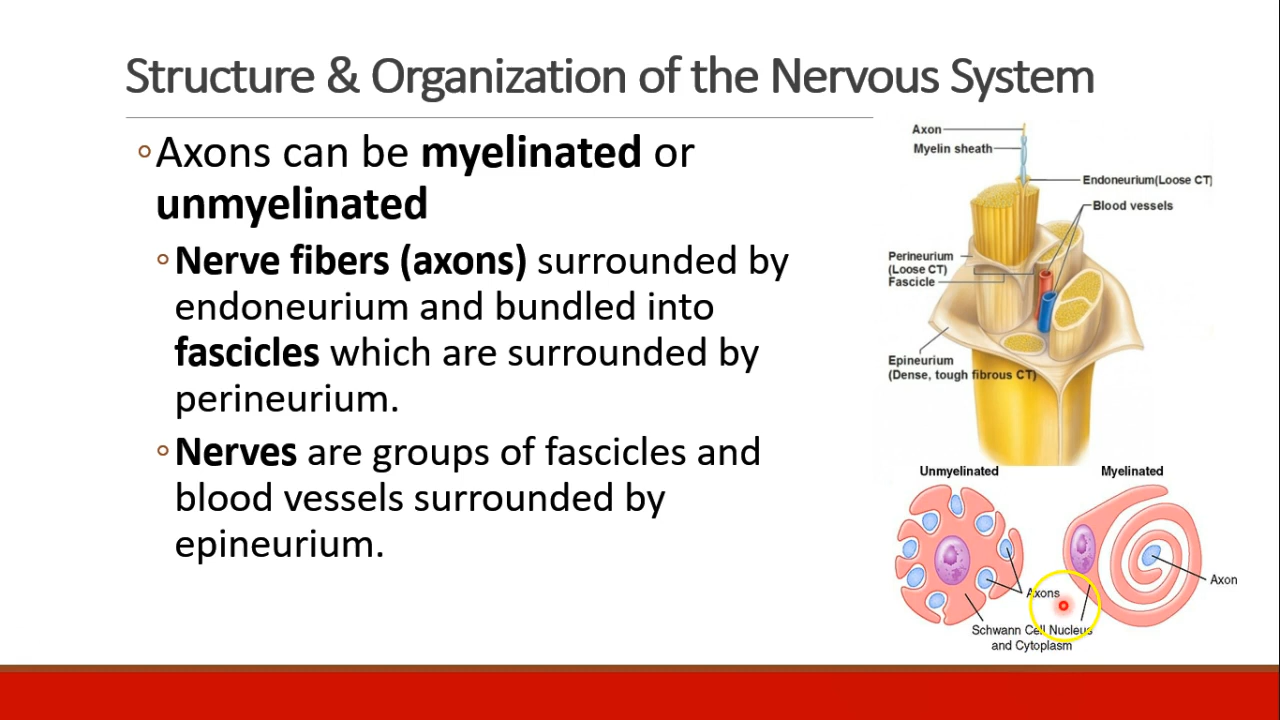 Structure & Organization of the Nervous System
◦Axons can be myelinated or
unmyelinated
◦Nerve fibers (axons) surrounded by
endoneurium and bundled into
fascicles which are surrounded by
perineurium.
◦Nerves are groups of fascicles and
blood vessels surrounded by
epineurium.
Axon
Myelin sheath
Endoneurium(Loose CT)
Blood vessels
Perineurium
(Loose CT)
Fascicle
Epineurium
(Dense, tough fibrous CT)
Unmyelinated
Myelinated
Axon
Axons
Schwann Cell Nucleus
and Cytoplasm